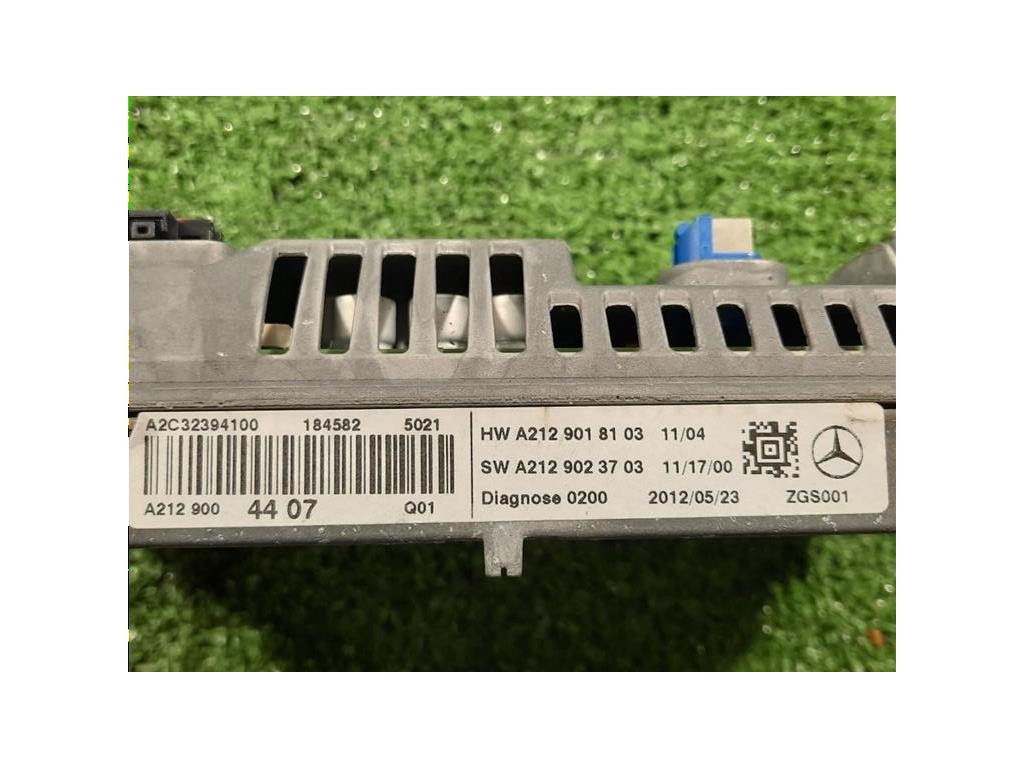 A2C32394100 184582 5021
A212 900 44 07 Q01
HW A212 901 81 03 11/04
SW A212 902 37 03 11/17/00
Diagnose 0200 2012/05/23 ZGS001